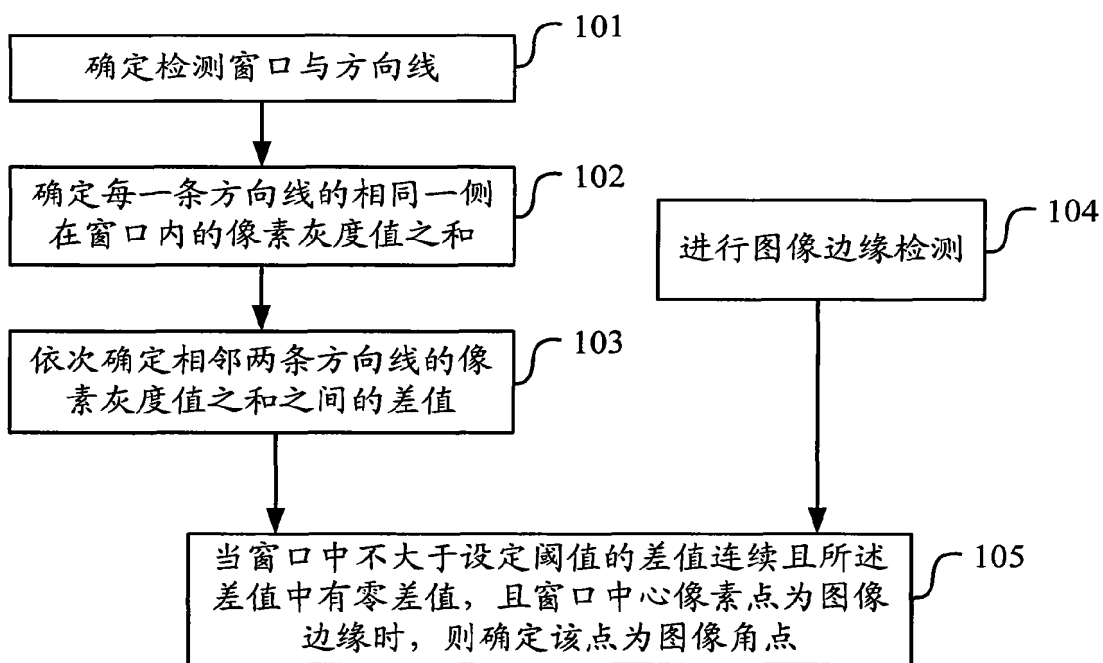 101
确定检测窗口与方向线
102
确定每一条方向线的相同一侧
在窗口内的像素灰度值之和
104
进行图像边缘检测
103
依次确定相邻两条方向线的像
素灰度值之和之间的差值
当窗口中不大于设定阈值的差值连续且所述
差值中有零差值，且窗口中心像素点为图像
边缘时，则确定该点为图像角点
105